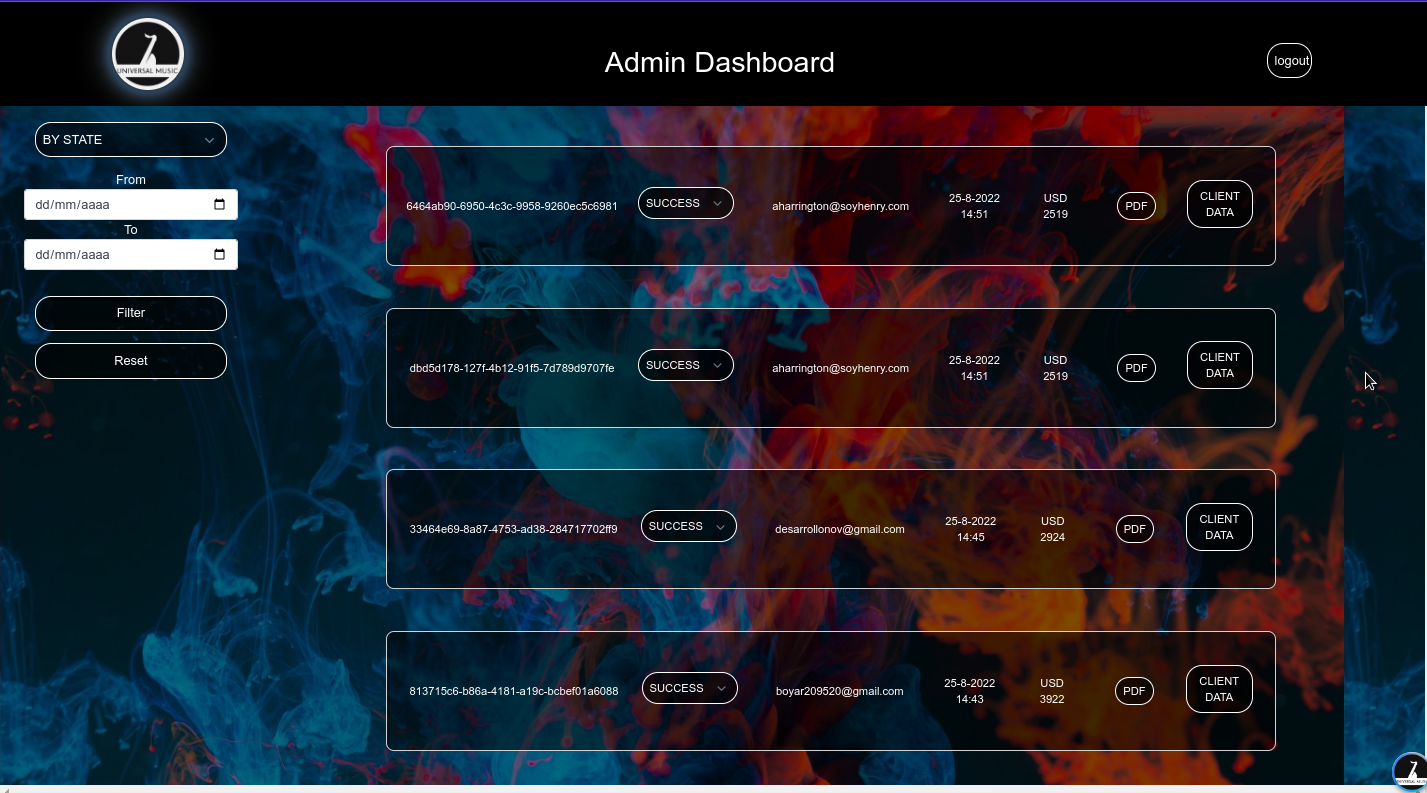 UNIVERSAL MUSIC
Admin Dashboard
logout
BY STATE
From
dd/mm/aaaa
To
dd/mm/aaaa
Filter
Reset
6464ab90-6950-4c3c-9958-9260ec5c6981
SUCCESS
aharrington@soyhenry.com
25-8-2022
14:51
USD
2519
PDF
CLIENT
DATA
dbd5d178-127f-4b12-91f5-7d789d9707fe
SUCCESS
aharrington@soyhenry.com
25-8-2022
14:51
USD
2519
PDF
CLIENT
DATA
33464e69-8a87-4753-ad38-284717702ff9
SUCCESS
desarrollonov@gmail.com
25-8-2022
14:45
USD
2924
PDF
CLIENT
DATA
813715c6-b86a-4181-a19c-bcbef01a6088
SUCCESS
boyar209520@gmail.com
25-8-2022
14:43
USD
3922
PDF
CLIENT
DATA